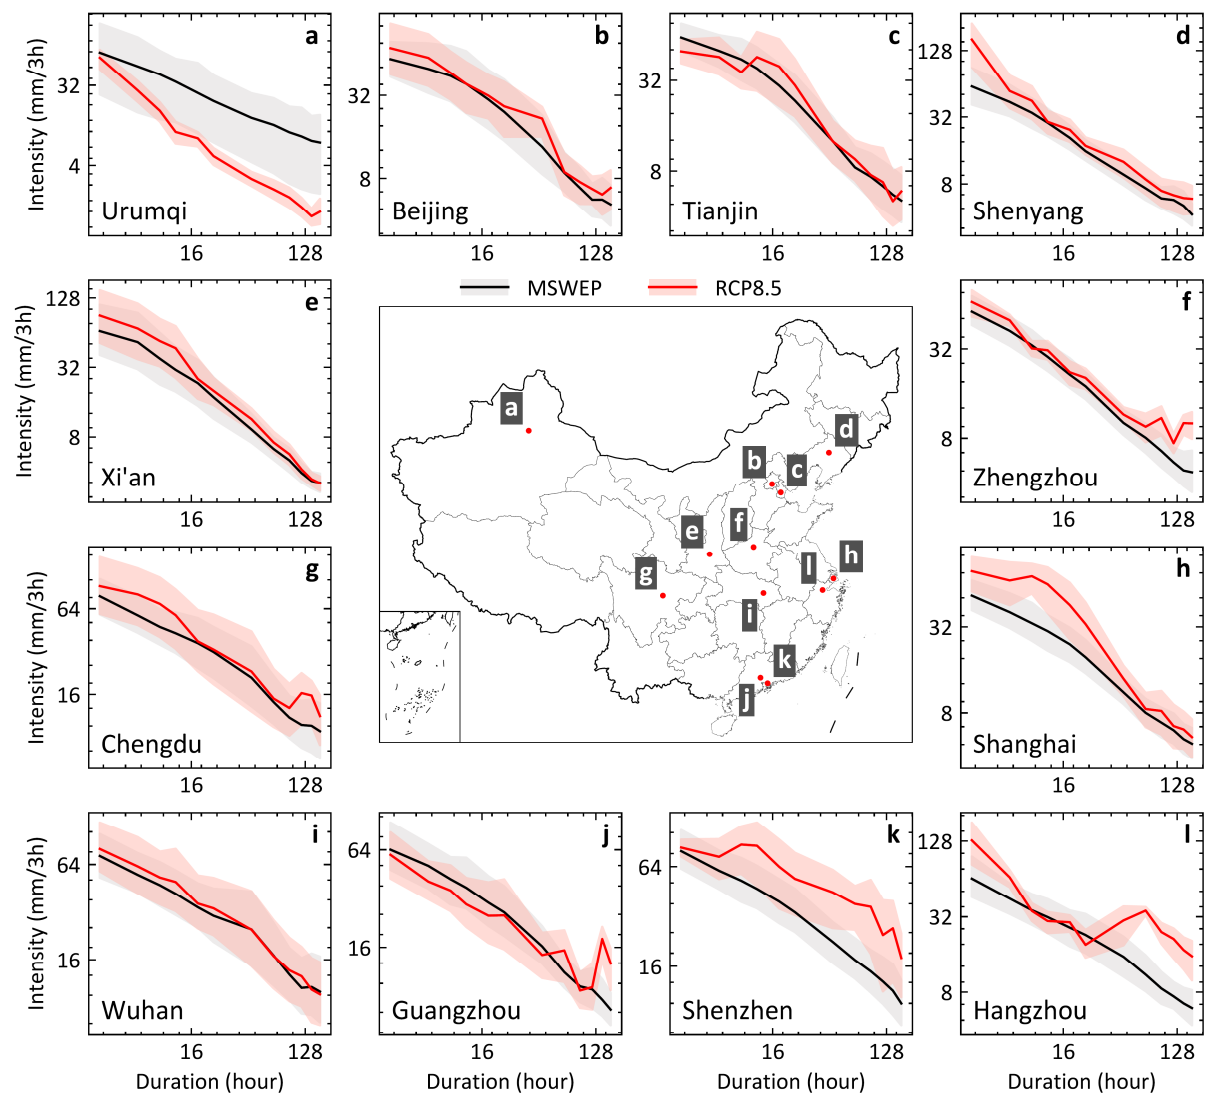 a
Intensity (mm/3h)
32
4
Urumqi
16
128
b
32
8
Beijing
16
128
c
32
8
Tianjin
16
128
d
128
32
8
Shenyang
16
128
MSWEP
RCP8.5
e
Intensity (mm/3h)
128
32
8
Xi'an
16
128
a
d
b
c
e
f
g
h
l
i
k
j
f
32
8
Zhengzhou
16
128
g
Intensity (mm/3h)
64
16
Chengdu
16
128
h
32
8
Shanghai
16
128
i
Intensity (mm/3h)
64
16
Wuhan
16
128
Duration (hour)
j
64
16
Guangzhou
16
128
Duration (hour)
k
64
16
Shenzhen
16
128
Duration (hour)
l
128
32
8
Hangzhou
16
128
Duration (hour)